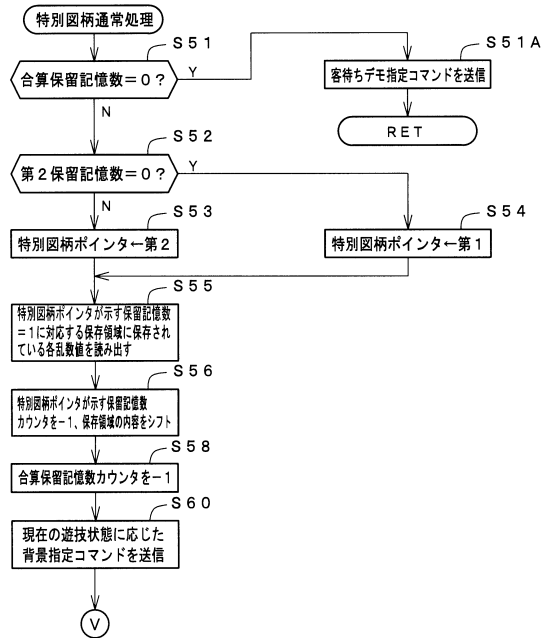 特別図柄通常処理
S51
合算保留記憶数=0?
Y
N
S51A
客待ちデモ指定コマンドを送信
RET
S52
第2保留記憶数=0?
Y
N
S53
特別図柄ポインタ←第2
S54
特別図柄ポインタ←第1
S55
特別図柄ポインタが示す保留記憶数
=1に対応する保存領域に保存され
ている各乱数値を読み出す
S56
特別図柄ポインタが示す保留記憶数
カウンタを-1、保存領域の内容をシフト
S58
合算保留記憶数カウンタを-1
S60
現在の遊技状態に応じた
背景指定コマンドを送信
V